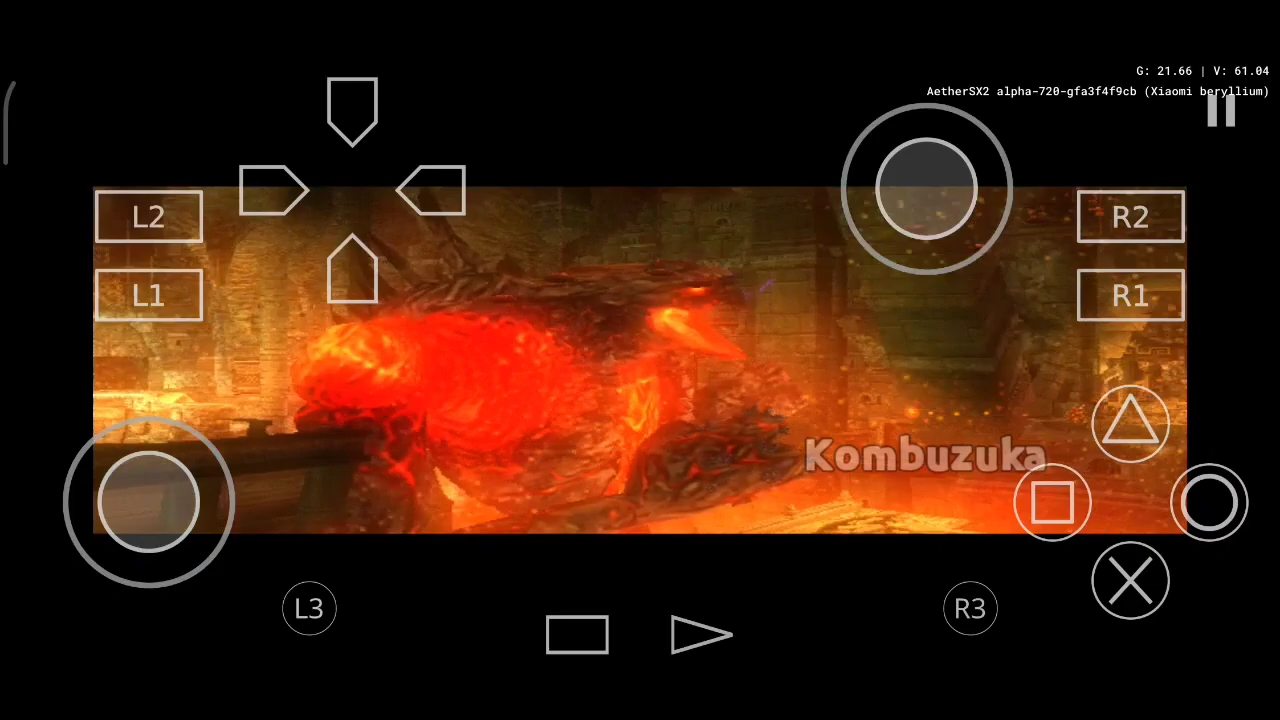 G: 21.66 | V: 61.04
AetherSX2 alpha-720-gfa3f4f9cb (Xiaomi beryllium)
L2
R2
L1
R1
Kombuzuka
L3
R3